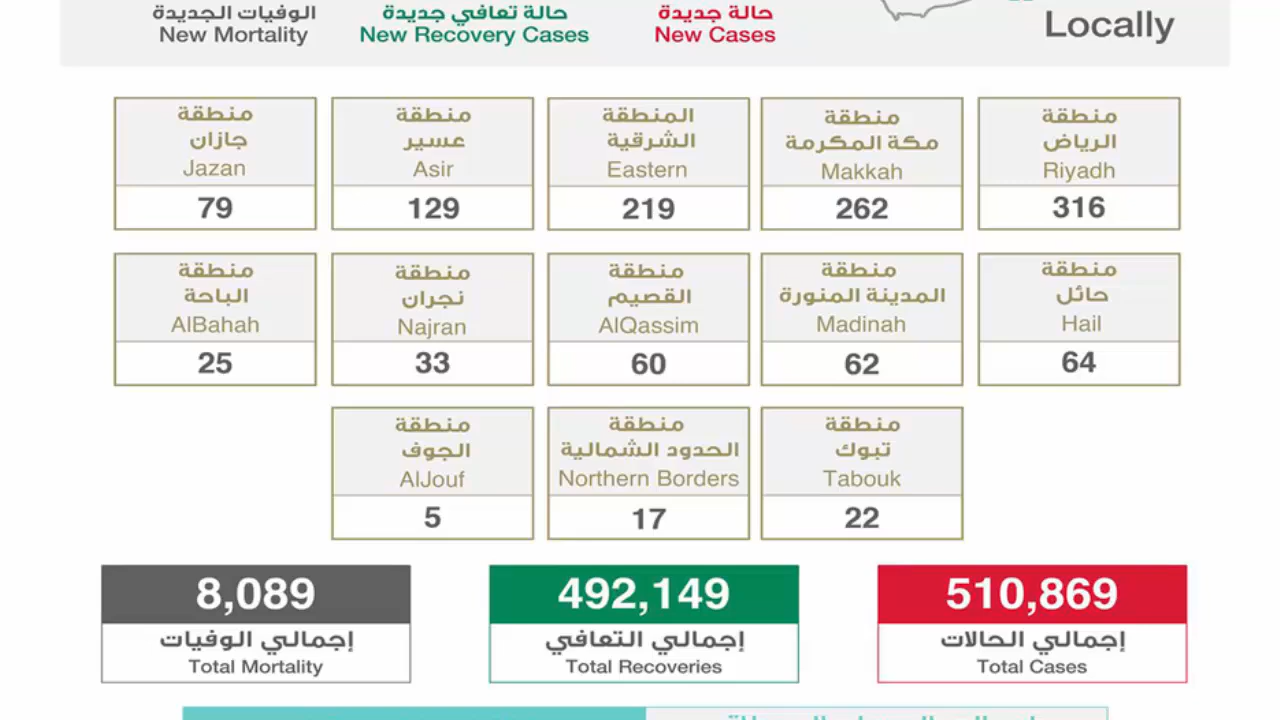 الوفيات الجديدة
New Mortality
حالة تعافي جديدة
New Recovery Cases
حالة جديدة
New Cases
Locally
منطقة
الرياض
Riyadh
316
منطقة
مكة المكرمة
Makkah
262
المنطقة
الشرقية
Eastern
219
منطقة
عسير
Asir
129
منطقة
جازان
Jazan
79
منطقة
حائل
Hail
64
منطقة
المدينة المنورة
Madinah
62
منطقة
القصيم
AlQassim
60
منطقة
نجران
Najran
33
منطقة
الباحة
AlBahah
25
منطقة
تبوك
Tabouk
22
منطقة
الحدود الشمالية
Northern Borders
17
منطقة
الجوف
AlJouf
5
510,869
إجمالي الحالات
Total Cases
492,149
إجمالي التعافي
Total Recoveries
8,089
إجمالي الوفيات
Total Mortality